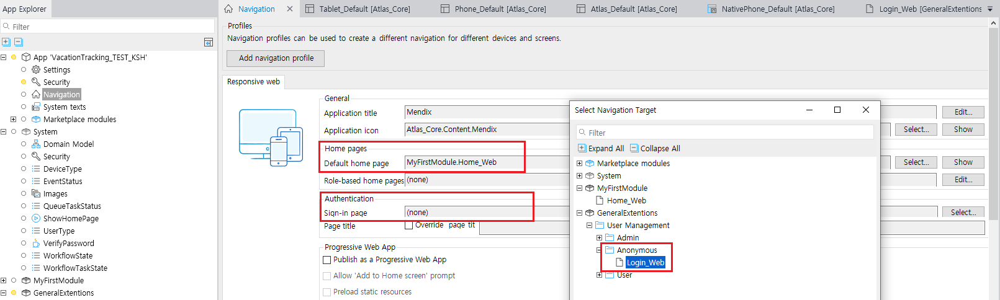 App Explorer
Filter
App 'VacationTracking_TEST_KSH'
Settings
Security
Navigation
System texts
Marketplace modules
System
Domain Model
Security
DeviceType
EventStatus
Images
QueueTaskStatus
ShowHomePage
UserType
VerifyPassword
WorkflowState
WorkflowTaskState
MyFirstModule
GeneralExtentions
Navigation
Tablet_Default [Atlas_Core]
Phone_Default [Atlas_Core]
Atlas_Default [Atlas_Core]
NativePhone_Default [Atlas_Core]
Login_Web [GeneralExtentions
Profiles
Navigation profiles can be used to create a different navigation for different devices and screens.
Add navigation profile
Responsive web
General
Application title Mendix Edit...
Application icon Atlas_Core.Content.Mendix Select... Show
Home pages
Default home page MyFirstModule.Home_Web Select... Show
Role-based home pages (none) Edit...
Authentication
Sign-in page (none) Select...
Page title Override page tit
Progressive Web App
Publish as a Progressive Web App
Allow 'Add to Home screen' prompt
Preload static resources
Select Navigation Target
Filter
Expand All Collapse All
Marketplace modules
System
MyFirstModule
Home_Web
GeneralExtentions
User Management
Admin
Anonymous
Login_Web
User